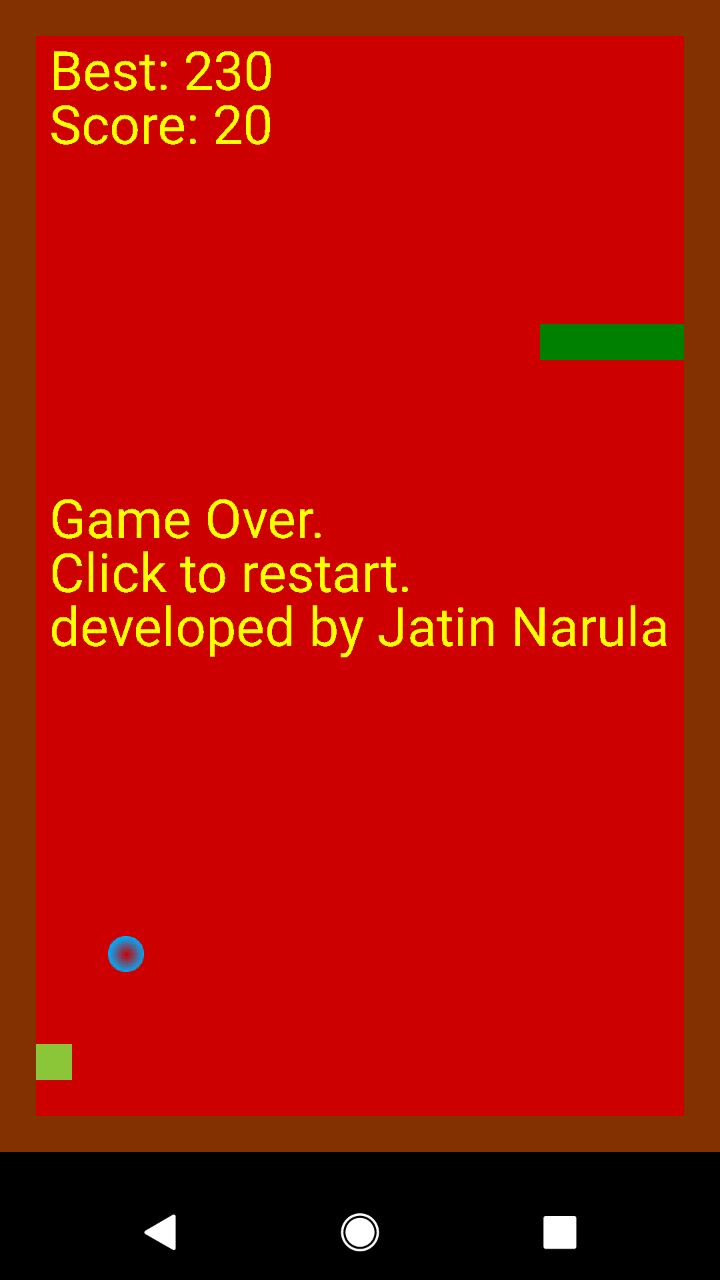 Best: 230
Score: 20
Game Over.
Click to restart.
developed by Jatin Narula